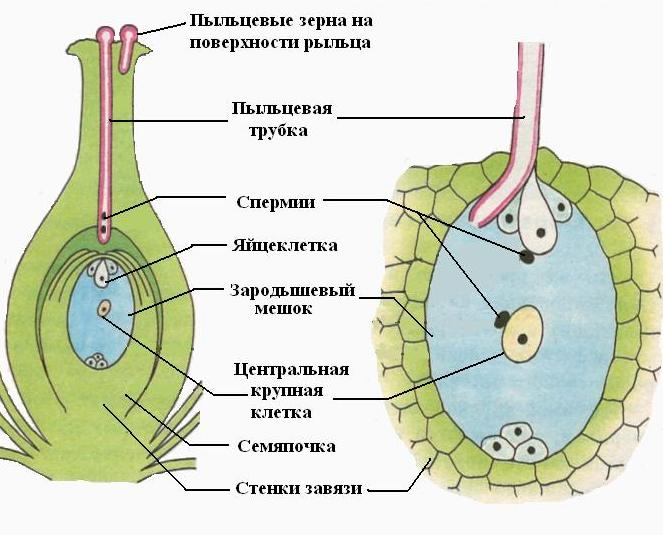 Пыльцевые зерна на
поверхности рыльца
Пыльцевая
трубка
Спермии
Яйцеклетка
Зародышевый
мешок
Центральная
крупная
клетка
Семяпочка
Стенки завязи